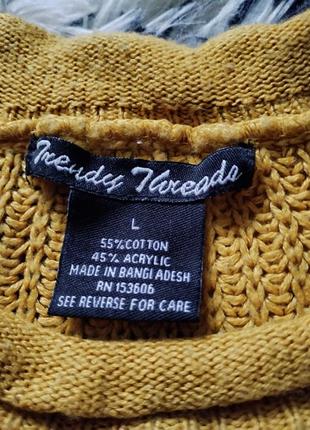 Trendy Threads
L
55% COTTON
45% ACRYLIC
MADE IN BANGLADESH
RN 153606
SEE REVERSE FOR CARE